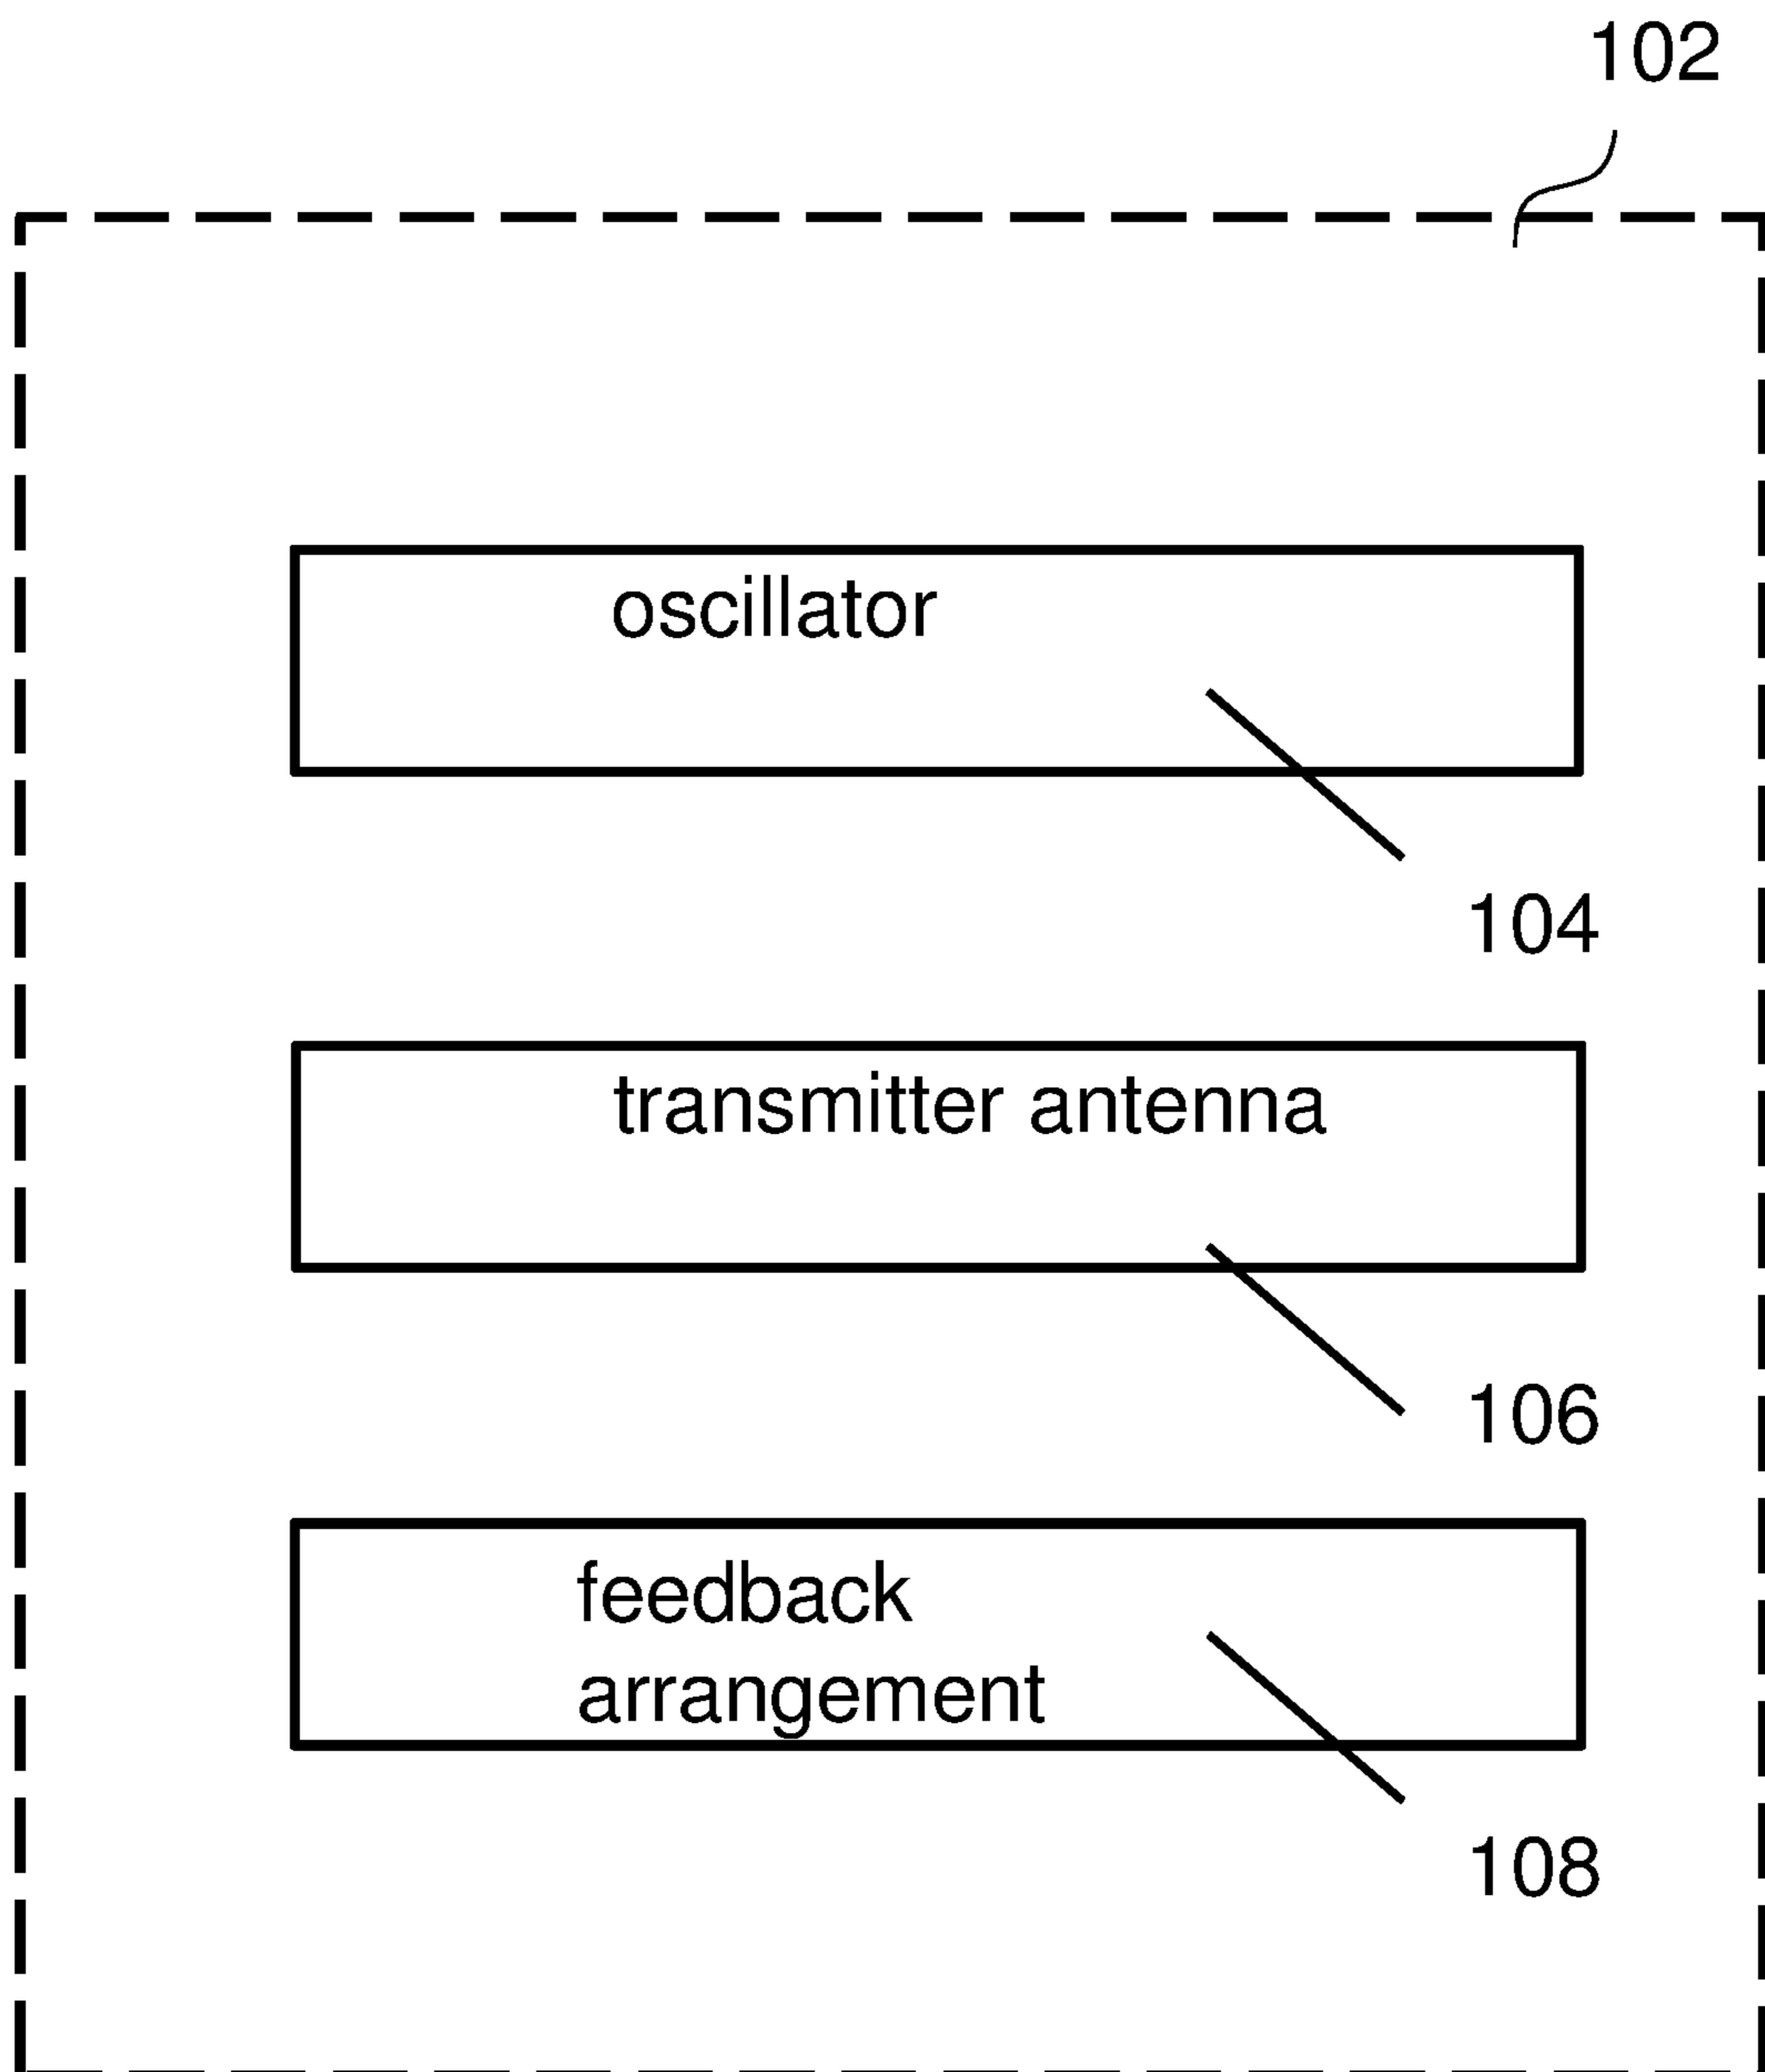 102
oscillator
104
transmitter antenna
106
feedback
arrangement
108